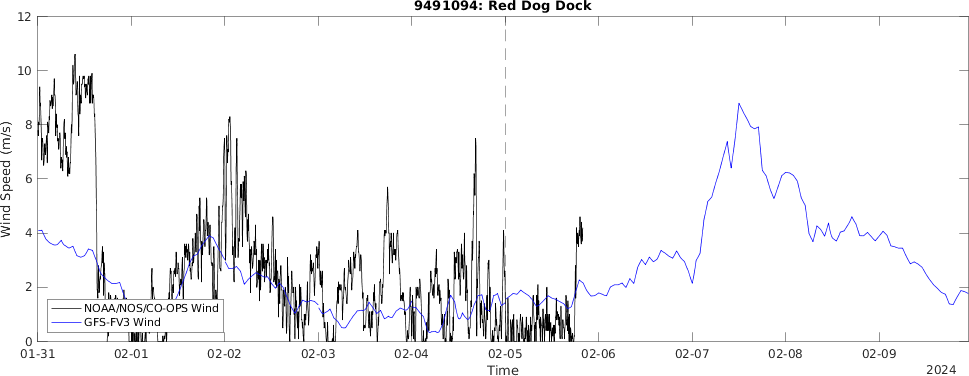 9491094: Red Dog Dock
Wind Speed (m/s)
12
10
8
6
4
2
0
NOAA/NOS/CO-OPS Wind
GFS-FV3 Wind
01-31 02-01 02-02 02-03 02-04 02-05 02-06 02-07 02-08 02-09
Time
2024